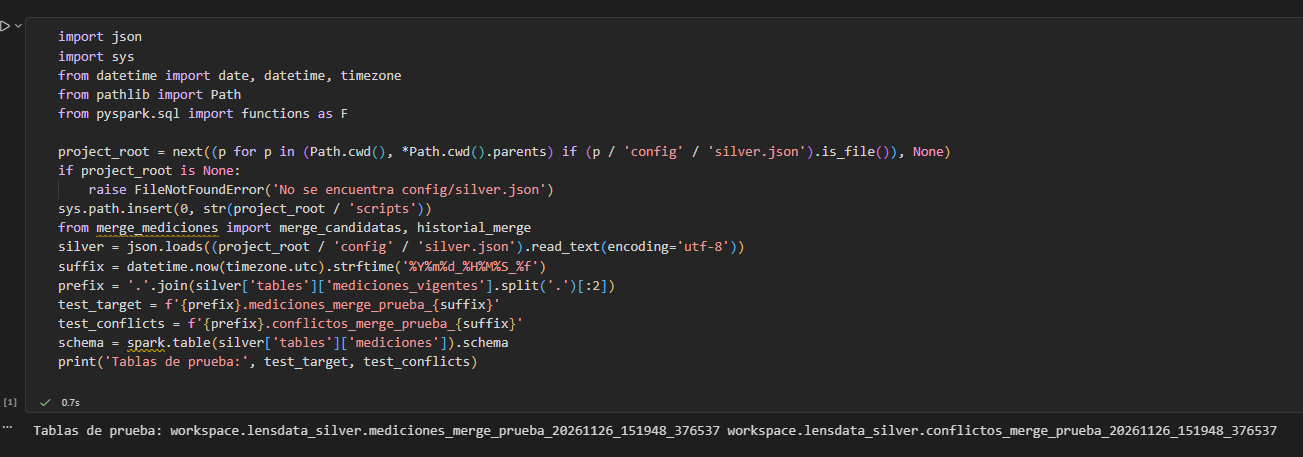 import json
import sys
from datetime import date, datetime, timezone
from pathlib import Path
from pyspark.sql import functions as F
project_root = next((p for p in (Path.cwd(), *Path.cwd().parents) if (p / 'config' / 'silver.json').is_file()), None)
if project_root is None:
    raise FileNotFoundError('No se encuentra config/silver.json')
sys.path.insert(0, str(project_root / 'scripts'))
from merge_mediciones import merge_candidatas, historial_merge
silver = json.loads((project_root / 'config' / 'silver.json').read_text(encoding='utf-8'))
suffix = datetime.now(timezone.utc).strftime('%Y%m%d_%H%M%S_%f')
prefix = '.'.join(silver['tables']['mediciones_vigentes'].split('.')[:2])
test_target = f'{prefix}.mediciones_merge_prueba_{suffix}'
test_conflicts = f'{prefix}.conflictos_merge_prueba_{suffix}'
schema = spark.table(silver['tables']['mediciones']).schema
print('Tablas de prueba:', test_target, test_conflicts)
[1] 0.7s
... Tablas de prueba: workspace.lensdata_silver.mediciones_merge_prueba_20261126_151948_376537 workspace.lensdata_silver.conflictos_merge_prueba_20261126_151948_376537